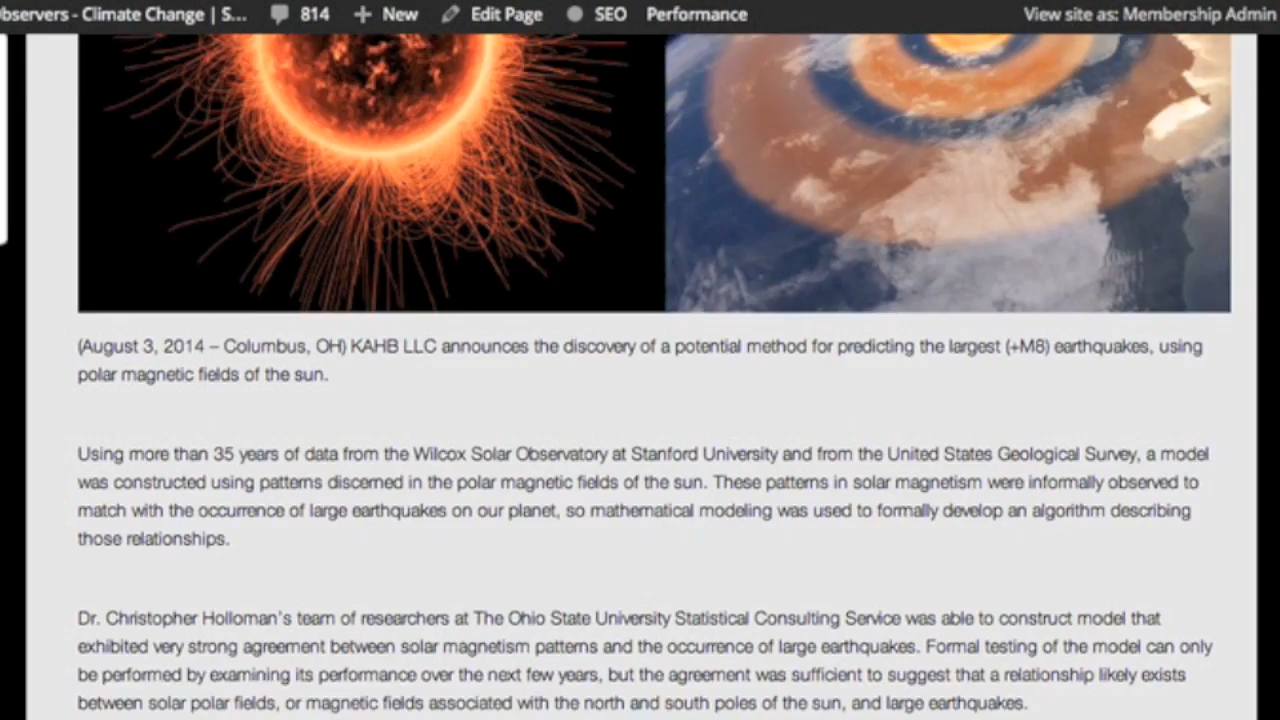 bservers - Climate Change | S... 814 New Edit Page SEO Performance View site as: Membership Admin
(August 3, 2014 – Columbus, OH) KAHB LLC announces the discovery of a potential method for predicting the largest (+M8) earthquakes, using
polar magnetic fields of the sun.
Using more than 35 years of data from the Wilcox Solar Observatory at Stanford University and from the United States Geological Survey, a model
was constructed using patterns discerned in the polar magnetic fields of the sun. These patterns in solar magnetism were informally observed to
match with the occurrence of large earthquakes on our planet, so mathematical modeling was used to formally develop an algorithm describing
those relationships.
Dr. Christopher Holloman's team of researchers at The Ohio State University Statistical Consulting Service was able to construct model that
exhibited very strong agreement between solar magnetism patterns and the occurrence of large earthquakes. Formal testing of the model can only
be performed by examining its performance over the next few years, but the agreement was sufficient to suggest that a relationship likely exists
between solar polar fields, or magnetic fields associated with the north and south poles of the sun, and large earthquakes.